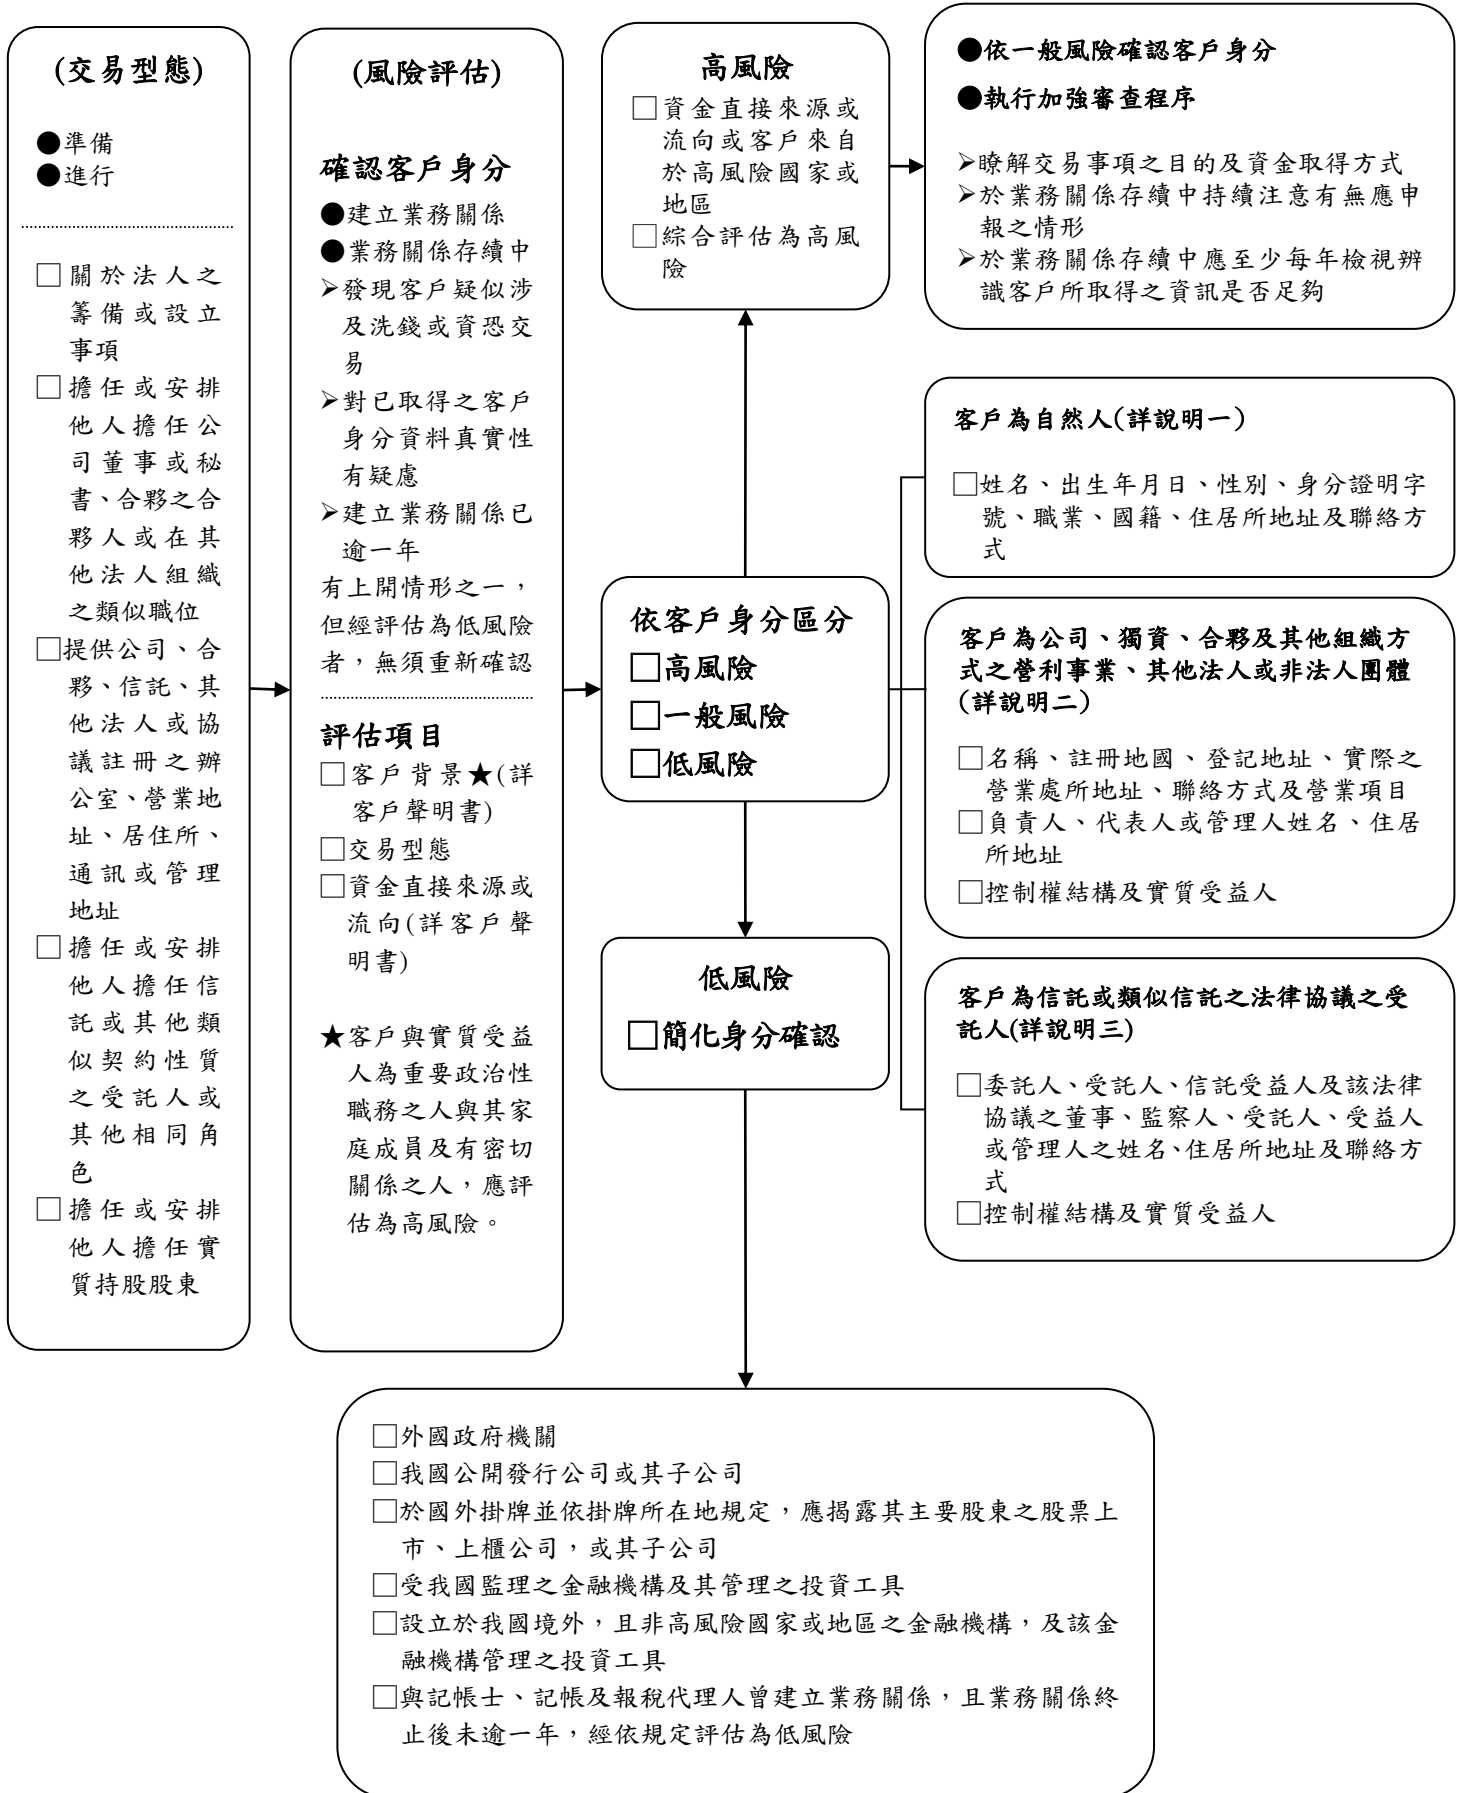 (交易型態)
●準備
●進行
□關於法人之
籌備或設立
事項
□擔任或安排
他人擔任公
司董事或秘
書、合夥之合
夥人或在其
他法人組織
之類似職位
□提供公司、合
夥、信託、其
他法人或協
議註冊之辦
公室、營業地
址、居住所、
通訊或管理
地址
□擔任或安排
他人擔任信
託或其他類
似契約性質
之受託人或
其他相同角
色
□擔任或安排
他人擔任實
質持股股東
(風險評估)
確認客戶身分
●建立業務關係
●業務關係存續中
➢發現客戶疑似涉
及洗錢或資恐交
易
➢對已取得之客戶
身分資料真實性
有疑慮
➢建立業務關係已
逾一年
有上開情形之一，
但經評估為低風險
者，無須重新確認
評估項目
□客戶背景★(詳
客戶聲明書)
□交易型態
□資金直接來源或
流向(詳客戶聲
明書)
★客戶與實質受益
人為重要政治性
職務之人與其家
庭成員及有密切
關係之人，應評
估為高風險。
高風險
□資金直接來源或
流向或客戶來自
於高風險國家或
地區
□綜合評估為高風
險
依客戶身分區分
□高風險
□一般風險
□低風險
低風險
□簡化身分確認
●依一般風險確認客戶身分
●執行加強審查程序
➢瞭解交易事項之目的及資金取得方式
➢於業務關係存續中持續注意有無應申
報之情形
➢於業務關係存續中應至少每年檢視辨
識客戶所取得之資訊是否足夠
客戶為自然人(詳說明一)
□姓名、出生年月日、性別、身分證明字
號、職業、國籍、住居所地址及聯絡方
式
客戶為公司、獨資、合夥及其他組織方
式之營利事業、其他法人或非法人團體
(詳說明二)
□名稱、註冊地國、登記地址、實際之
營業處所地址、聯絡方式及營業項目
□負責人、代表人或管理人姓名、住居
所地址
□控制權結構及實質受益人
客戶為信託或類似信託之法律協議之受
託人(詳說明三)
□委託人、受託人、信託受益人及該法律
協議之董事、監察人、受託人、受益人
或管理人之姓名、住居所地址及聯絡方
式
□控制權結構及實質受益人
□外國政府機關
□我國公開發行公司或其子公司
□於國外掛牌並依掛牌所在地規定，應揭露其主要股東之股票上
市、上櫃公司，或其子公司
□受我國監理之金融機構及其管理之投資工具
□設立於我國境外，且非高風險國家或地區之金融機構，及該金
融機構管理之投資工具
□與記帳士、記帳及報稅代理人曾建立業務關係，且業務關係終
止後未逾一年，經依規定評估為低風險